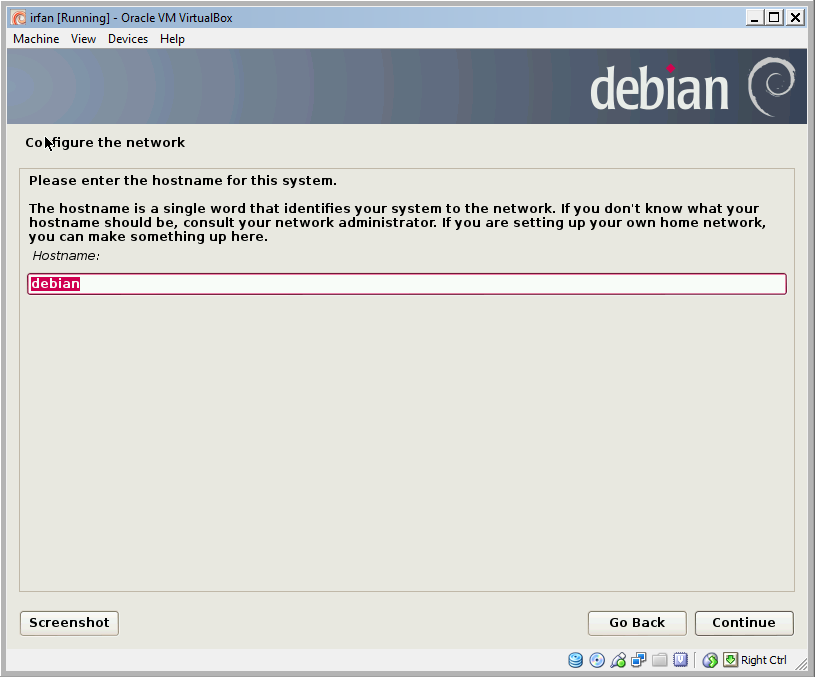 irfan [Running] - Oracle VM VirtualBox
Machine View Devices Help
debian
Configure the network
Please enter the hostname for this system.
The hostname is a single word that identifies your system to the network. If you don't know what your
hostname should be, consult your network administrator. If you are setting up your own home network,
you can make something up here.
Hostname:
debian
Screenshot Go Back Continue
Right Ctrl